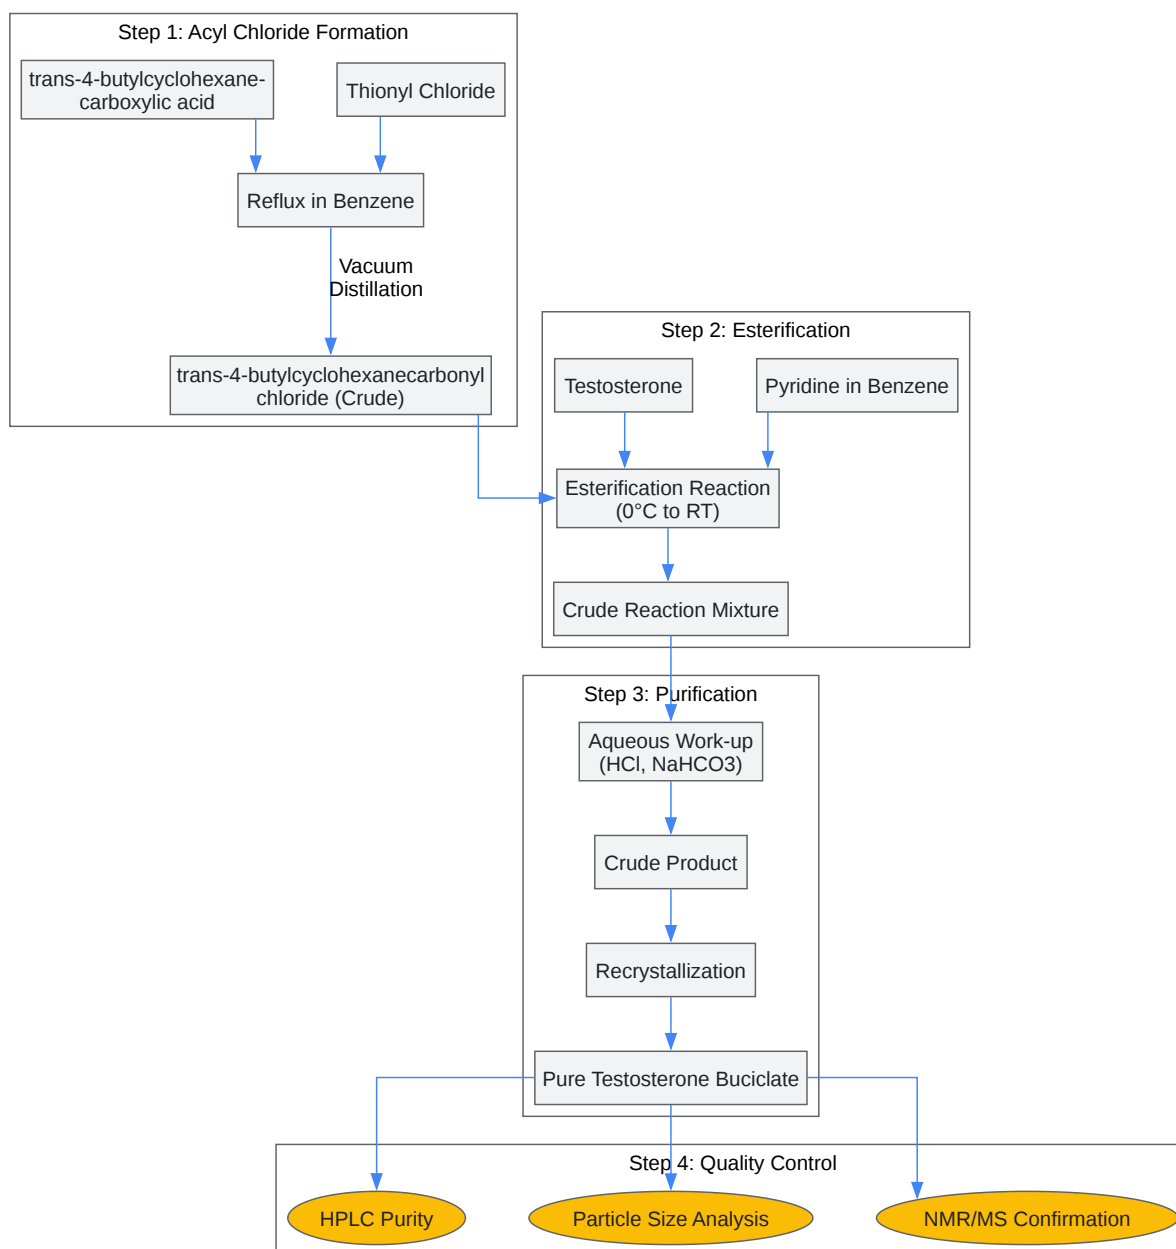 Step 1: Acyl Chloride Formation
trans-4-butylcyclohexane-
carboxylic acid
Thionyl Chloride
Reflux in Benzene
Vacuum
Distillation
trans-4-butylcyclohexanecarbonyl
chloride (Crude)
Step 2: Esterification
Testosterone
Pyridine in Benzene
Esterification Reaction
(0°C to RT)
Crude Reaction Mixture
Step 3: Purification
Aqueous Work-up
(HCl, NaHCO3)
Crude Product
Recrystallization
Pure Testosterone Buciclate
Step 4: Quality Control
HPLC Purity
Particle Size Analysis
NMR/MS Confirmation